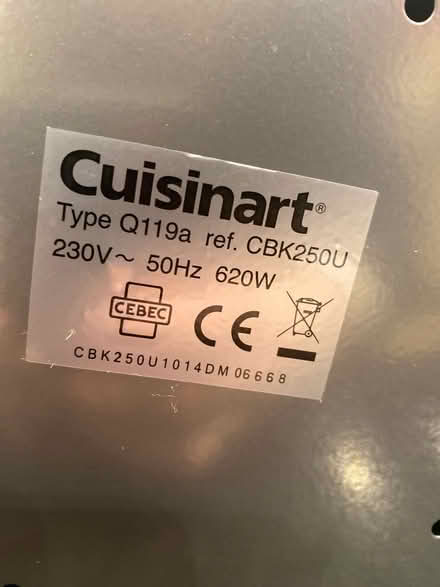 Cuisinart®
Type Q119a ref. CBK250U
230V~ 50Hz 620W
CEBEC
CE
CBK250U1014DM 06668